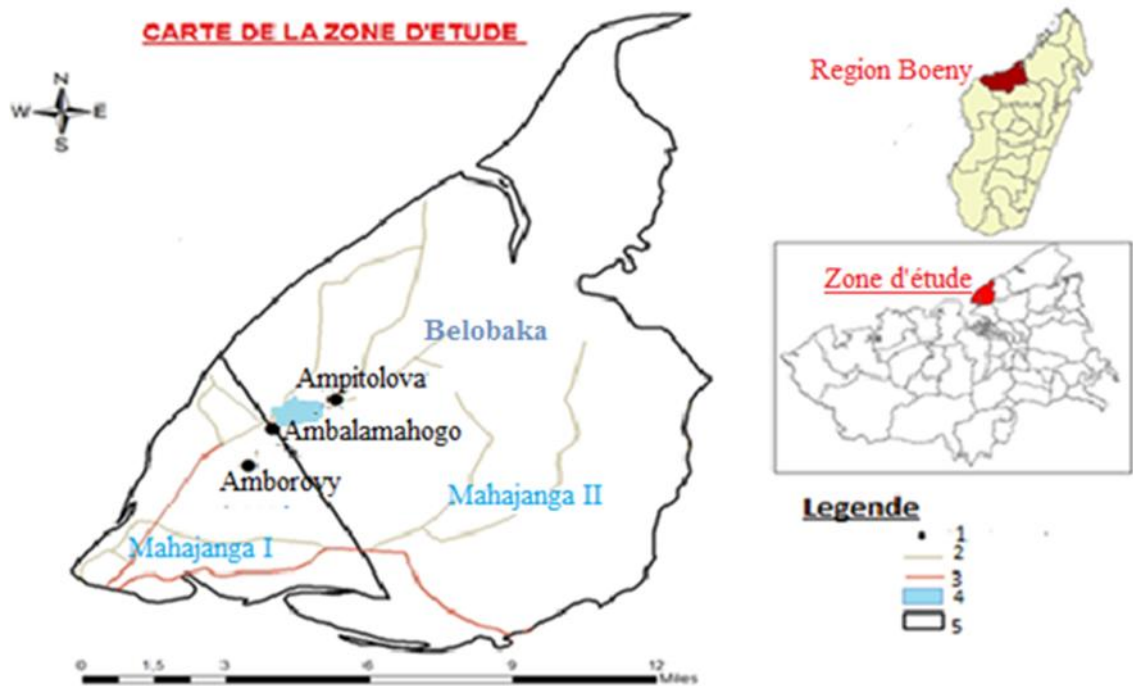 CARTE DE LA ZONE D'ETUDE
N
W E
S
Region Boeny
Zone d'étude
Belobaka
Ampitolova
Ambalamahogo
Amborovy
Mahajanga II
Mahajanga I
Legende
1
2
3
4
5
0 1,5 3 6 9 12
Miles